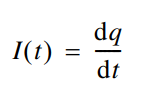 I(t) = dq/dt